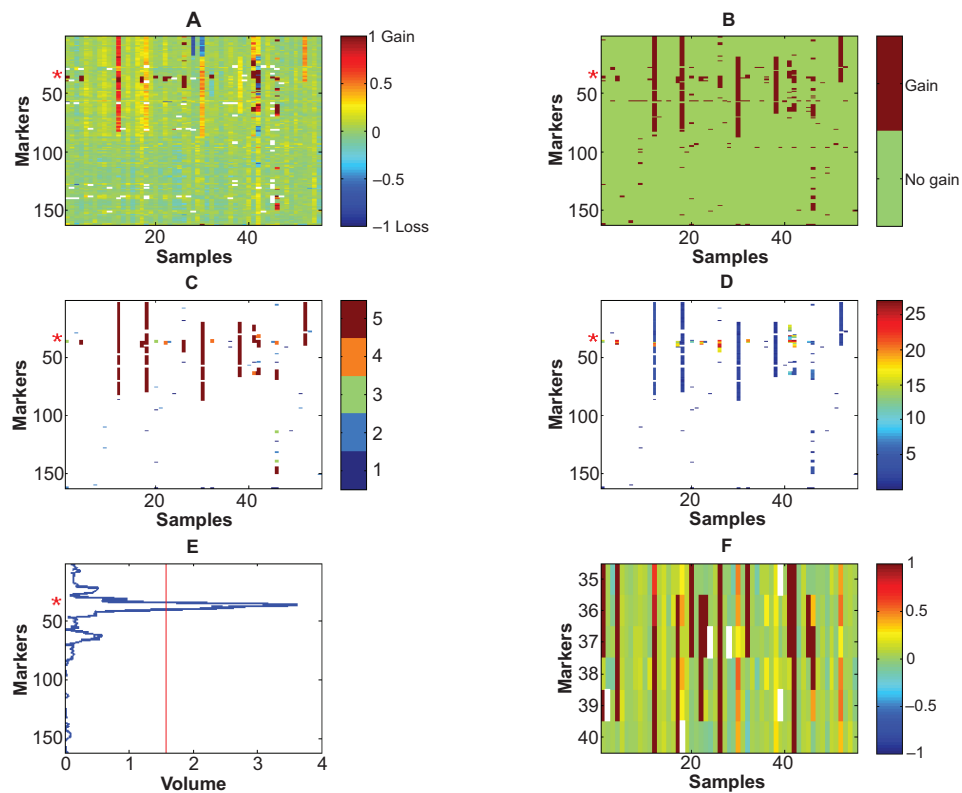 A
B
1 Gain
0.5
0
−0.5
−1 Loss
*
Markers
50
100
150
20
40
Samples
*
Markers
50
100
150
20
40
Samples
Gain
No gain
C
D
*
Markers
50
100
150
20
40
Samples
5
4
3
2
1
*
Markers
50
100
150
20
40
Samples
25
20
15
10
5
E
F
*
Markers
50
100
150
0
1
2
3
4
Volume
Markers
35
36
37
38
39
40
20
40
Samples
1
0.5
0
−0.5
−1